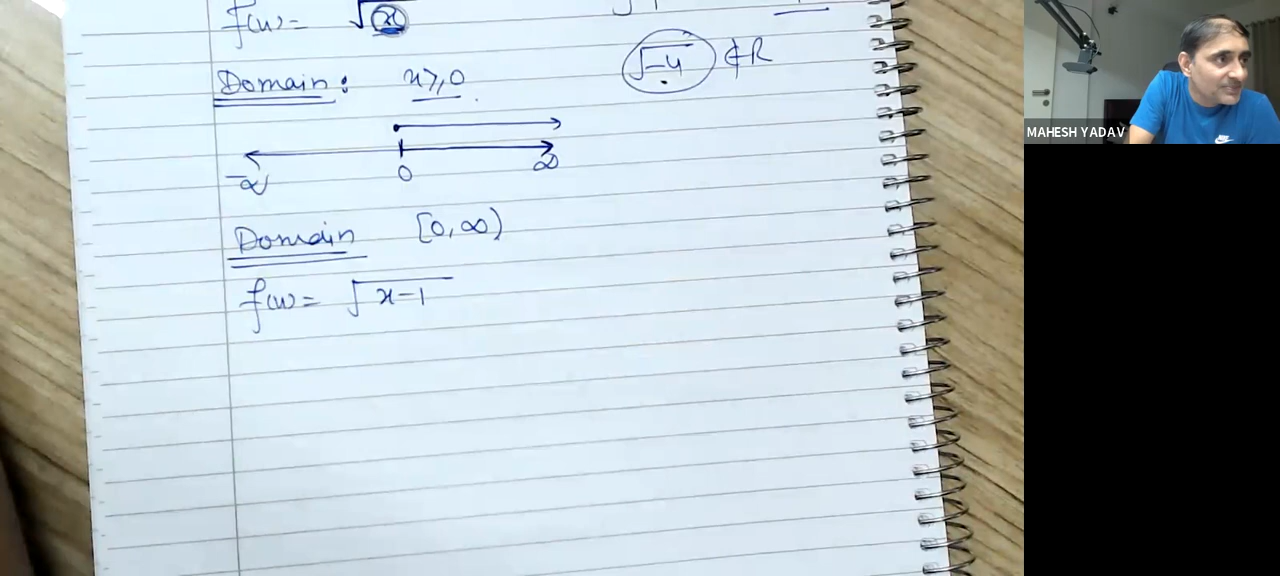 f(x) = √x
√-4 ∉ R
Domain : x ≥ 0
-∞ 0 ∞
Domain [0, ∞)
f(x) = √x-1
MAHESH YADAV